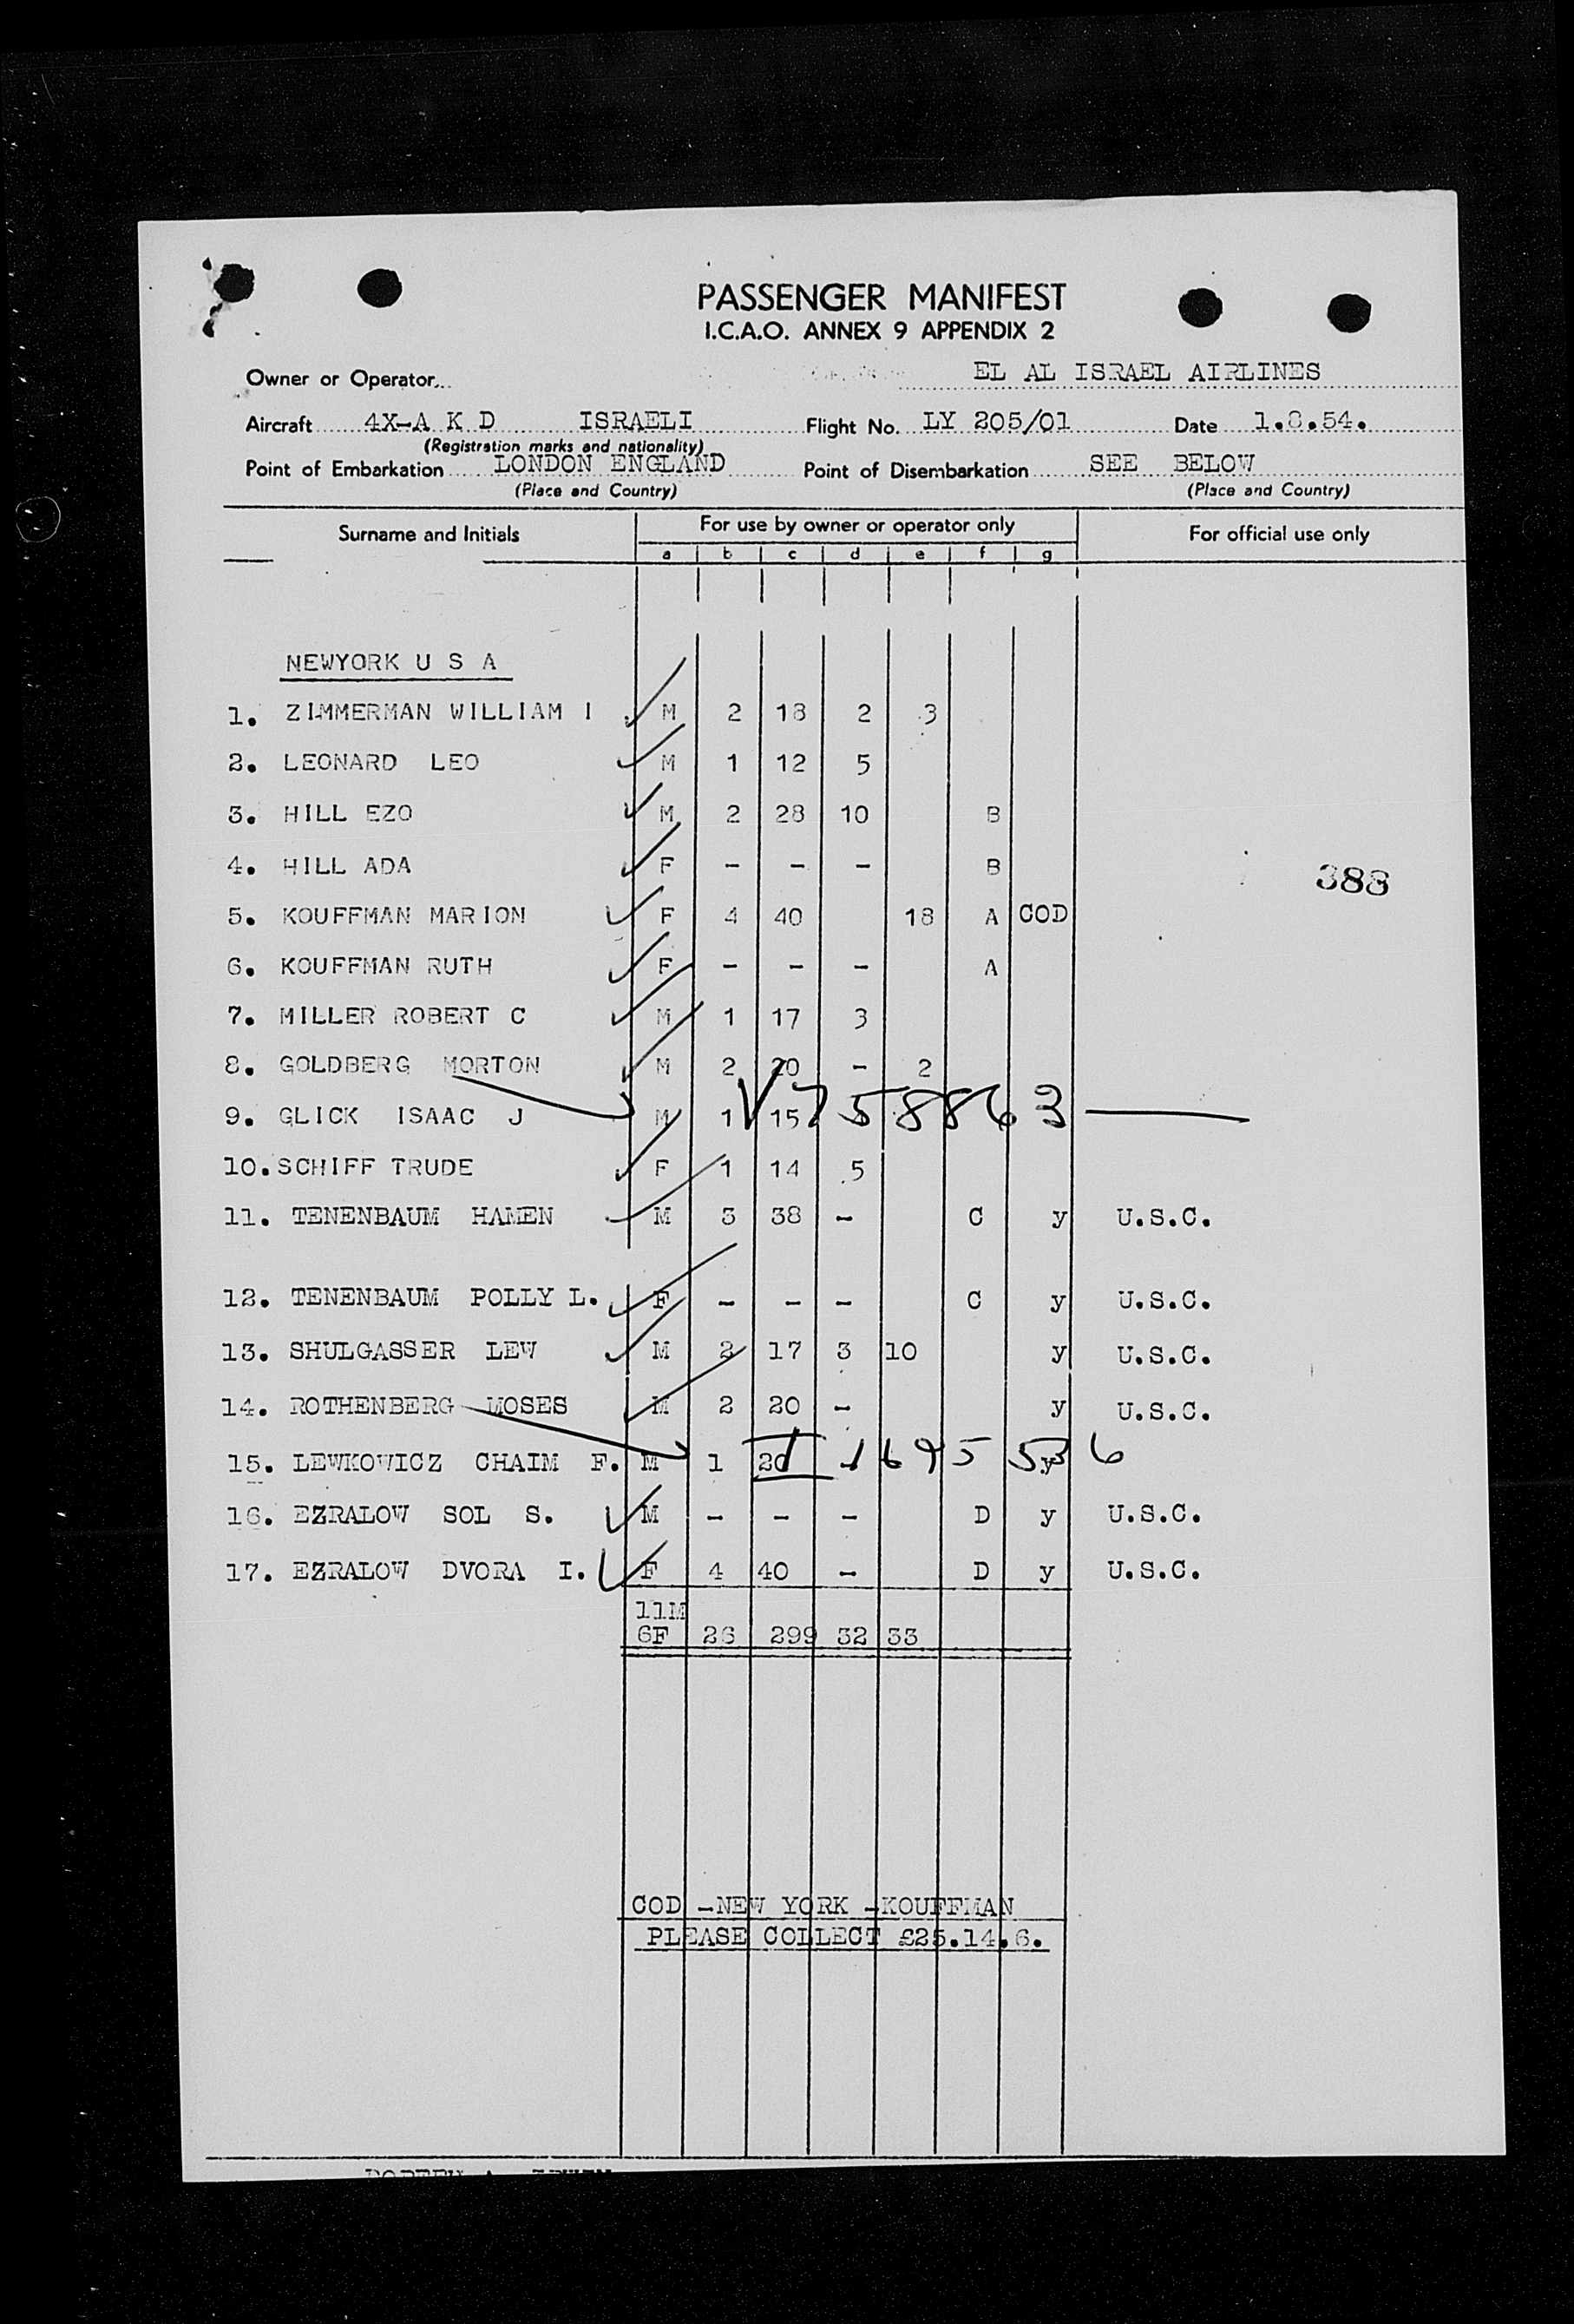 PASSENGER MANIFEST
I.C.A.O. ANNEX 9 APPENDIX 2
Owner or Operator... EL AL ISRAEL AIRLINES
Aircraft 4X-A K D ISRAELI Flight No. LY 205/01 Date 1.8.54.
(Registration marks and nationality)
Point of Embarkation LONDON ENGLAND Point of Disembarkation SEE BELOW
(Place and Country) (Place and Country)
Surname and Initials For use by owner or operator only For official use only
a b c d e f g
NEWYORK U S A
1. ZIMMERMAN WILLIAM I M 2 18 2 3
2. LEONARD LEO M 1 12 5
3. HILL EZO M 2 28 10 B
4. HILL ADA F - - - B
388
5. KOUFFMAN MARION F 4 40 18 A COD
6. KOUFFMAN RUTH F - - - A
7. MILLER ROBERT C M 1 17 3
8. GOLDBERG MORTON M 2 20 - 2
9. GLICK ISAAC J M 1 15 V758863
10. SCHIFF TRUDE F 1 14 5
11. TENENBAUM HAMEN M 3 38 - C y U.S.C.
12. TENENBAUM POLLY L. F - - - C y U.S.C.
13. SHULGASSER LEW M 2 17 3 10 y U.S.C.
14. ROTHENBERG MOSES M 2 20 - y U.S.C.
15. LEWKOWICZ CHAIM F. M 1 20 y
16. EZRALOW SOL S. M - - - D y U.S.C.
17. EZRALOW DVORA I. F 4 40 - D y U.S.C.
11M
6F 26 299 32 33
COD -NEW YORK -KOUFFMAN
PLEASE COLLECT £25.14.6.